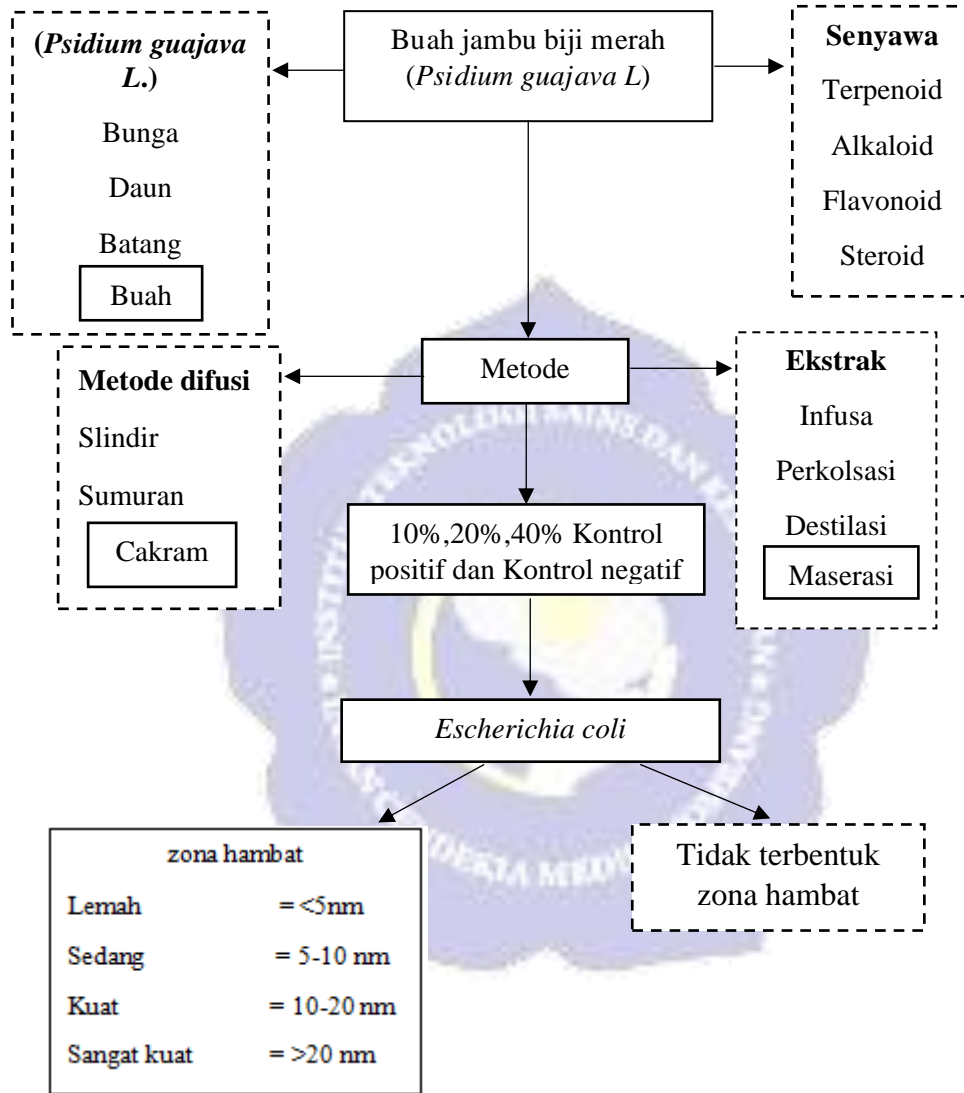 (Psidium guajava
L.)
Bunga
Daun
Batang
Buah
Buah jambu biji merah
(Psidium guajava L)
Senyawa
Terpenoid
Alkaloid
Flavonoid
Steroid
Metode difusi
Slindir
Sumuran
Cakram
Metode
Ekstrak
Infusa
Perkolsasi
Destilasi
Maserasi
10%,20%,40% Kontrol
positif dan Kontrol negatif
Escherichia coli
zona hambat
Lemah = <5nm
Sedang = 5-10 nm
Kuat = 10-20 nm
Sangat kuat = >20 nm
Tidak terbentuk
zona hambat